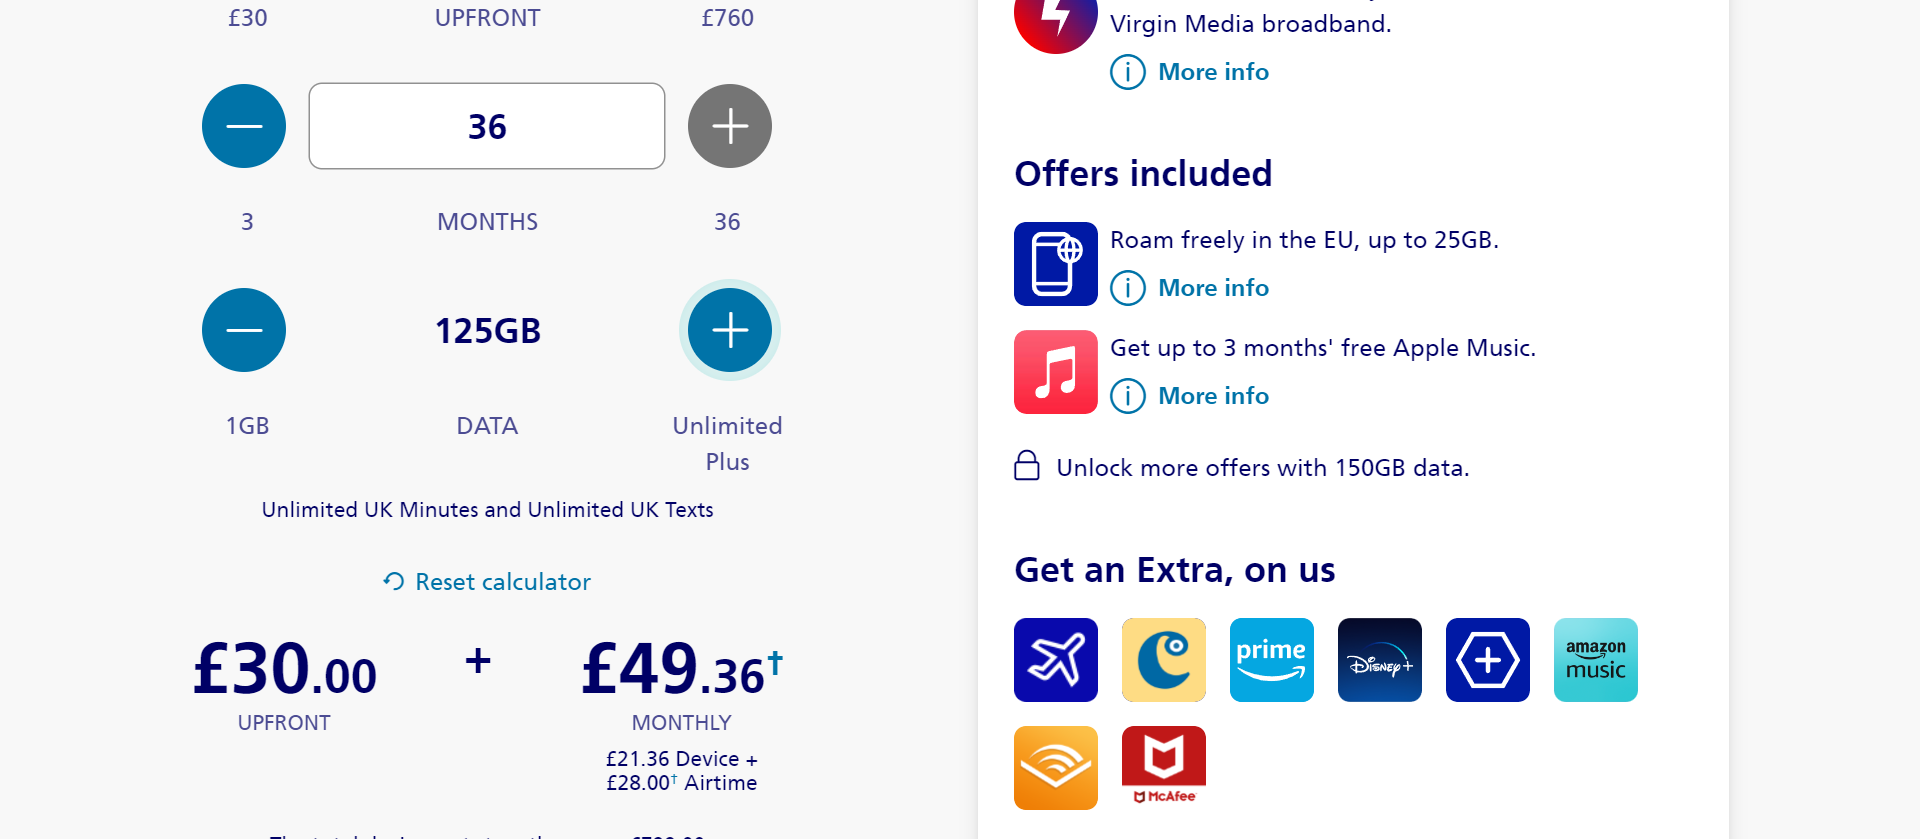 £30 UPFRONT £760
36
3 MONTHS 36
125GB
1GB DATA Unlimited
Plus
Unlimited UK Minutes and Unlimited UK Texts
Reset calculator
£30.00 + £49.36†
UPFRONT MONTHLY
£21.36 Device +
£28.00† Airtime
Virgin Media broadband.
More info
Offers included
Roam freely in the EU, up to 25GB.
More info
Get up to 3 months' free Apple Music.
More info
Unlock more offers with 150GB data.
Get an Extra, on us
prime
Disney+
amazon
music
McAfee